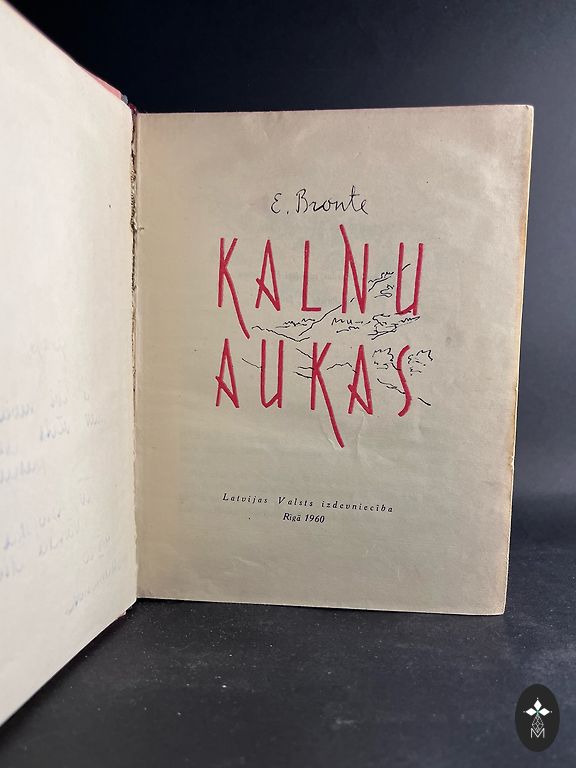 E. Bronte
KALNU
AUKAS
Latvijas Valsts izdevniecība
Rīgā 1960
M